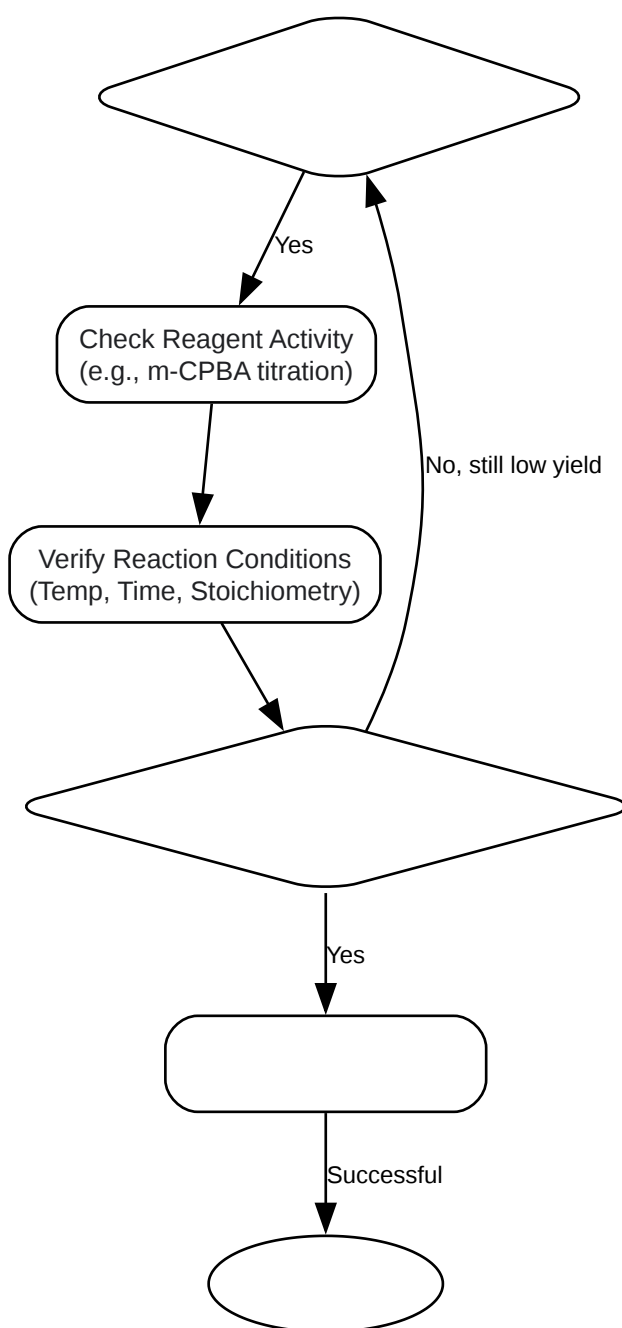 Yes
Check Reagent Activity
(e.g., m-CPBA titration)
No, still low yield
Verify Reaction Conditions
(Temp, Time, Stoichiometry)
Yes
Successful